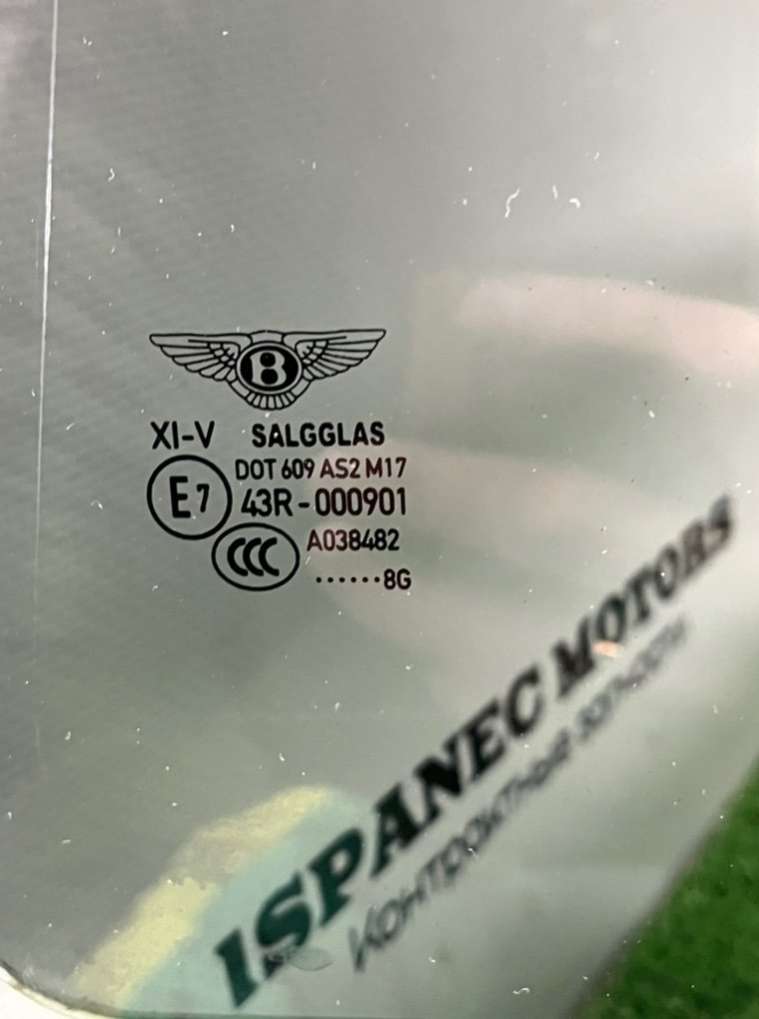 B
XI-V SALGGLAS
DOT 609 AS2 M17
E7 43R-000901
CCC A038482
......8G
ISPANEC MOTORS
Контрактные запчасти